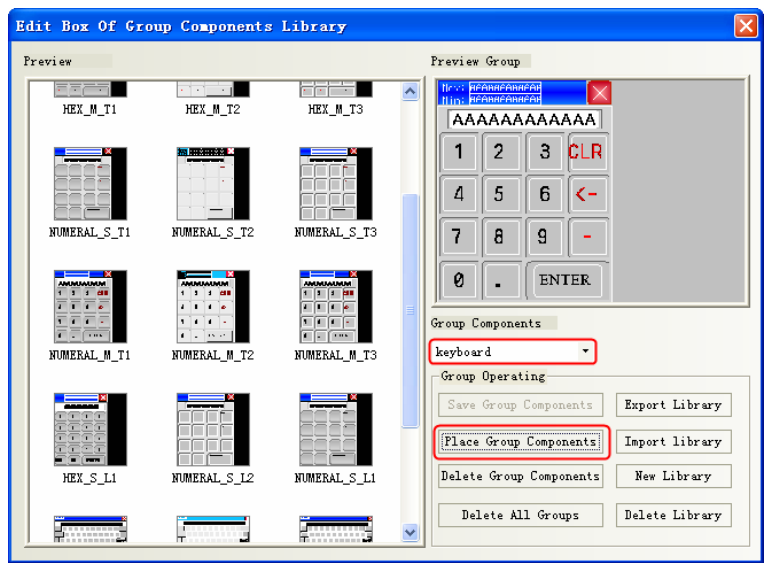 Edit Box Of Group Components Library
Preview
HEX_M_T1 HEX_M_T2 HEX_M_T3
NUMERAL_S_T1 NUMERAL_S_T2 NUMERAL_S_T3
NUMERAL_M_T1 NUMERAL_M_T2 NUMERAL_M_T3
HEX_S_L1 NUMERAL_S_L2 NUMERAL_S_L1
Preview Group
AAAAAAAAAAA
1 2 3 CLR
4 5 6 <-
7 8 9 -
0 . ENTER
Group Components
keyboard
Group Operating
Save Group Components Export Library
Place Group Components Import library
Delete Group Components New Library
Delete All Groups Delete Library